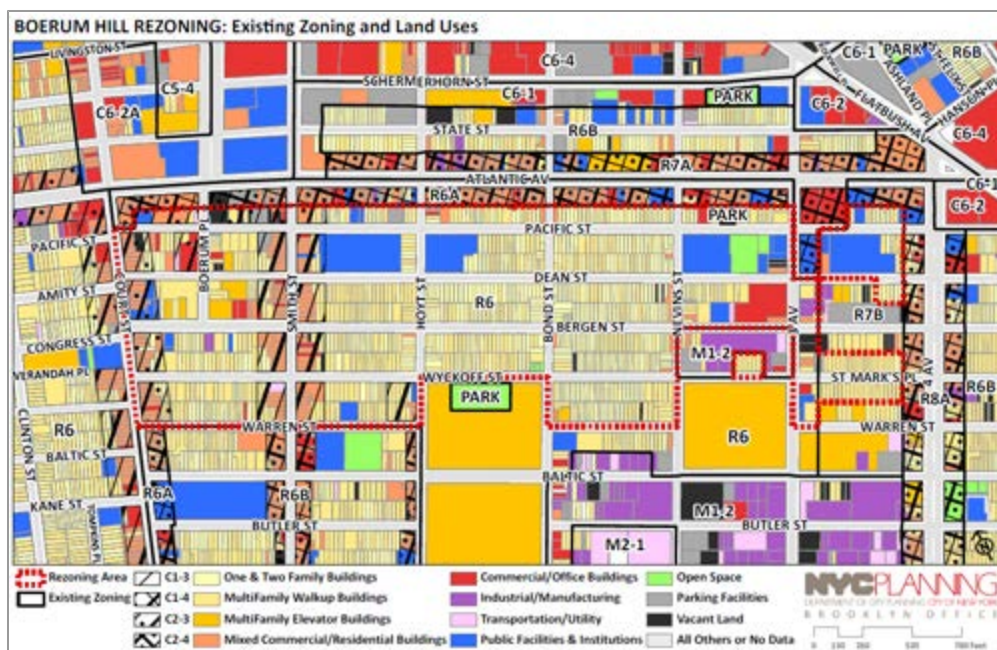 BOERUM HILL REZONING: Existing Zoning and Land Uses
LIVINGSTON ST
C5-4
C6-2A
C6-4
SCHERMERHORN ST
C6-1
PARK
C6-1
PARK
R6B
ASHLAND PL
HANSON PL
FLATBUSH AV
C6-2
C6-4
STATE ST
R6B
R7A
ATLANTIC AV
R6A
C6-1
C6-2
PARK
PACIFIC ST
PACIFIC ST
BOERUM PL
COURT ST
SMITH ST
HOYT ST
BOND ST
NEVINS ST
DEAN ST
AMITY ST
R6
R7B
BERGEN ST
CONGRESS ST
M1-2
VERANDAH PL
WYCKOFF ST
ST MARK'S PL
4 AV
R6B
R8A
PARK
CLINTON ST
R6
WARREN ST
R6
WARREN ST
BALTIC ST
BALTIC ST
R6A
R6B
KANE ST
TOMPKINS PL
BUTLER ST
M1-2
BUTLER ST
M2-1
Rezoning Area
Existing Zoning
C1-3
C1-4
C2-3
C2-4
One & Two Family Buildings
MultiFamily Walkup Buildings
MultiFamily Elevator Buildings
Mixed Commercial/Residential Buildings
Commercial/Office Buildings
Industrial/Manufacturing
Transportation/Utility
Public Facilities & Institutions
Open Space
Parking Facilities
Vacant Land
All Others or No Data
NYCPLANNING
DEPARTMENT OF CITY PLANNING CITY OF NEW YORK
BROOKLYN OFFICE